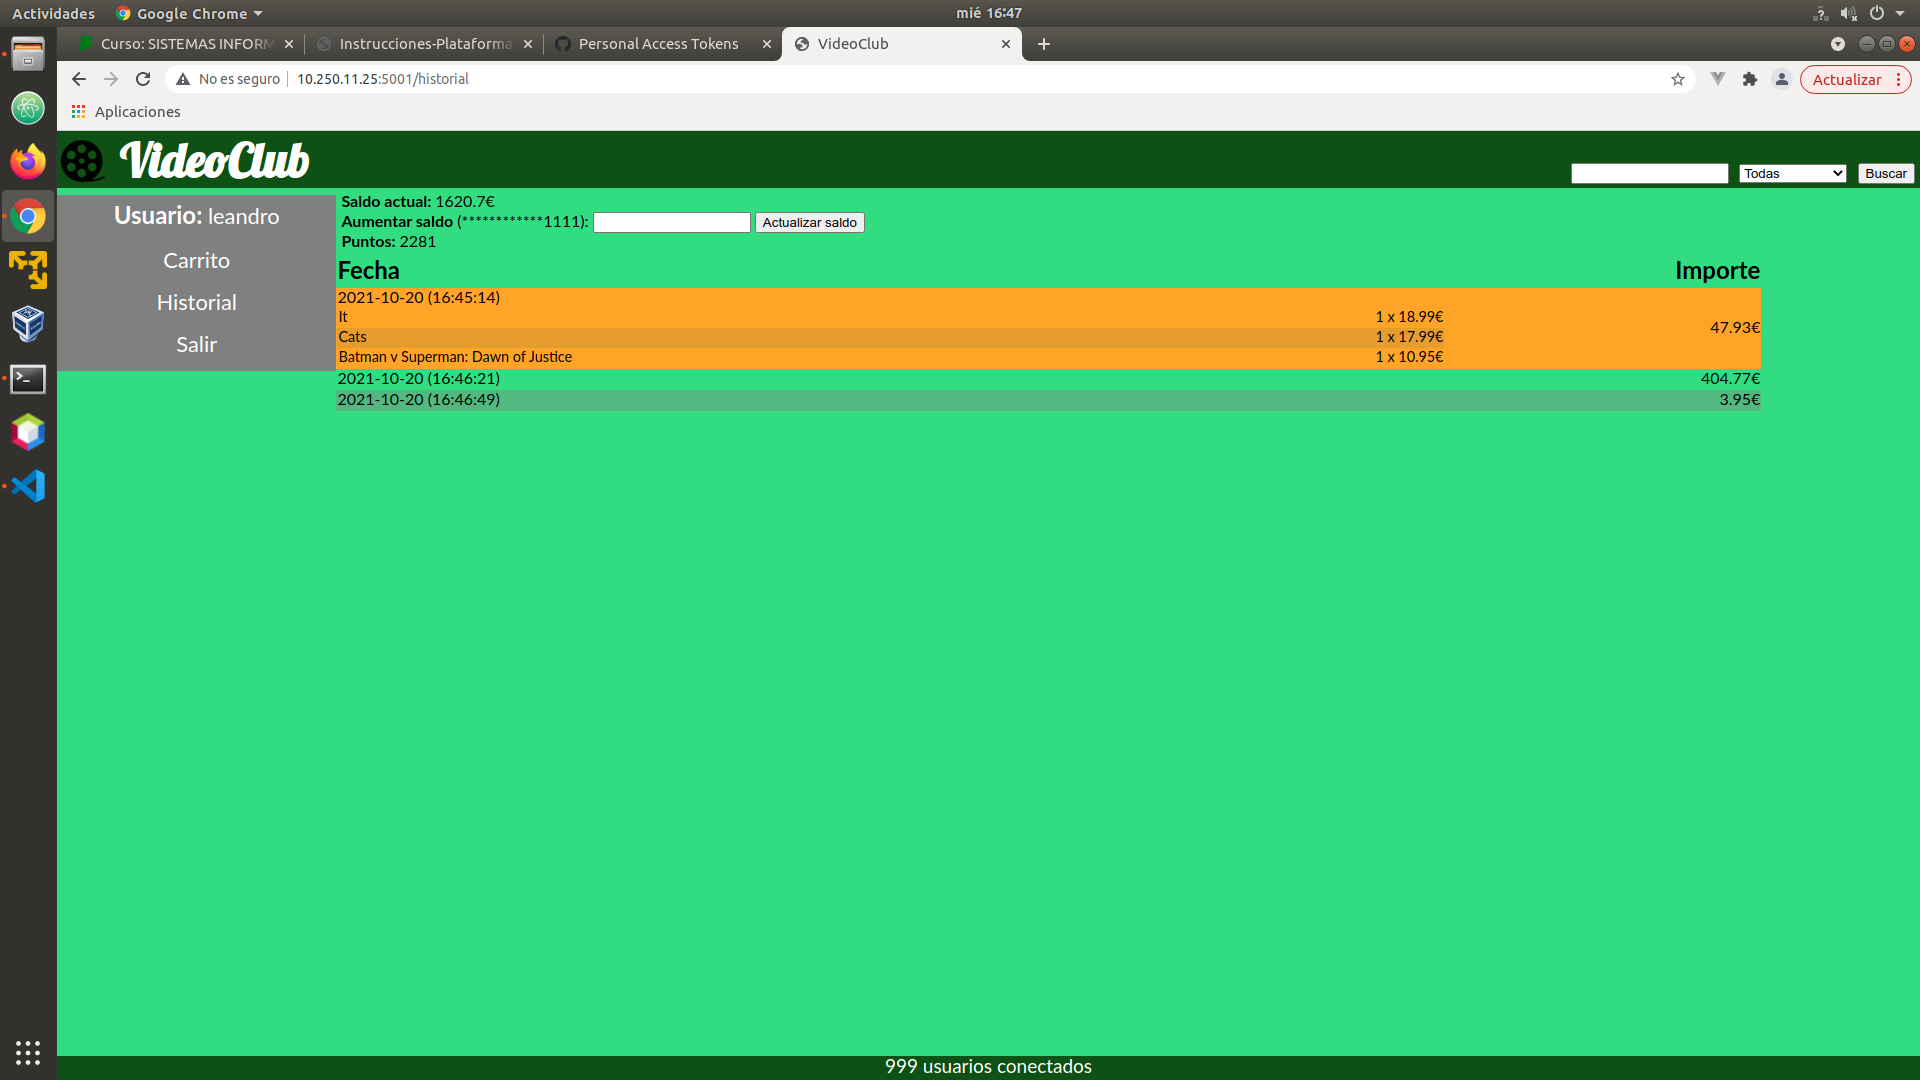 Actividades Google Chrome mié 16:47
Curso: SISTEMAS INFORM Instrucciones-Plataforma Personal Access Tokens VideoClub
No es seguro 10.250.11.25:5001/historial Actualizar
Aplicaciones
VideoClub
Todas Buscar
Usuario: leandro
Carrito
Historial
Salir
Saldo actual: 1620.7€
Aumentar saldo (************1111): Actualizar saldo
Puntos: 2281
Fecha Importe
2021-10-20 (16:45:14)
It 1 x 18.99€
47.93€
Cats 1 x 17.99€
Batman v Superman: Dawn of Justice 1 x 10.95€
2021-10-20 (16:46:21) 404.77€
2021-10-20 (16:46:49) 3.95€
999 usuarios conectados